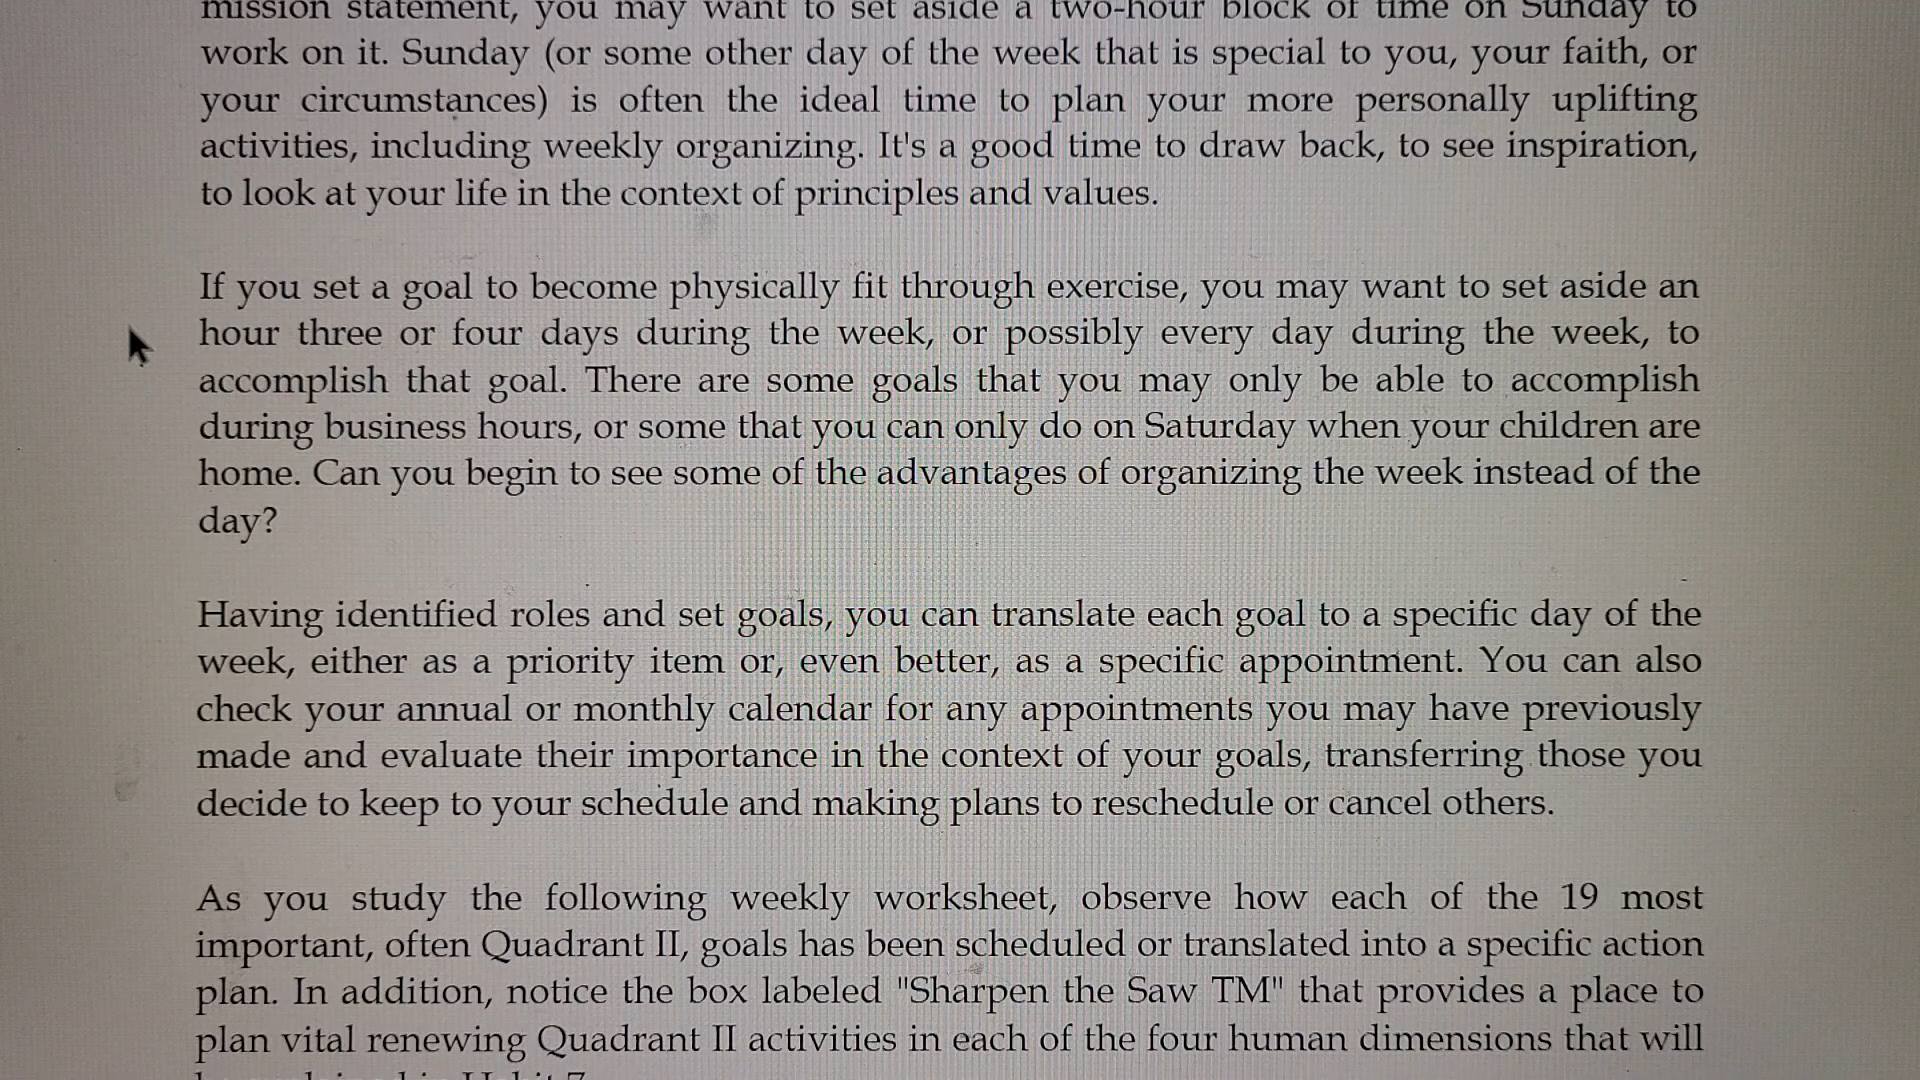 mission statement, you may want to set aside a two-hour block of time on Sunday to
work on it. Sunday (or some other day of the week that is special to you, your faith, or
your circumstances) is often the ideal time to plan your more personally uplifting
activities, including weekly organizing. It's a good time to draw back, to see inspiration,
to look at your life in the context of principles and values.
If you set a goal to become physically fit through exercise, you may want to set aside an
hour three or four days during the week, or possibly every day during the week, to
accomplish that goal. There are some goals that you may only be able to accomplish
during business hours, or some that you can only do on Saturday when your children are
home. Can you begin to see some of the advantages of organizing the week instead of the
day?
Having identified roles and set goals, you can translate each goal to a specific day of the
week, either as a priority item or, even better, as a specific appointment. You can also
check your annual or monthly calendar for any appointments you may have previously
made and evaluate their importance in the context of your goals, transferring those you
decide to keep to your schedule and making plans to reschedule or cancel others.
As you study the following weekly worksheet, observe how each of the 19 most
important, often Quadrant II, goals has been scheduled or translated into a specific action
plan. In addition, notice the box labeled "Sharpen the Saw TM" that provides a place to
plan vital renewing Quadrant II activities in each of the four human dimensions that will